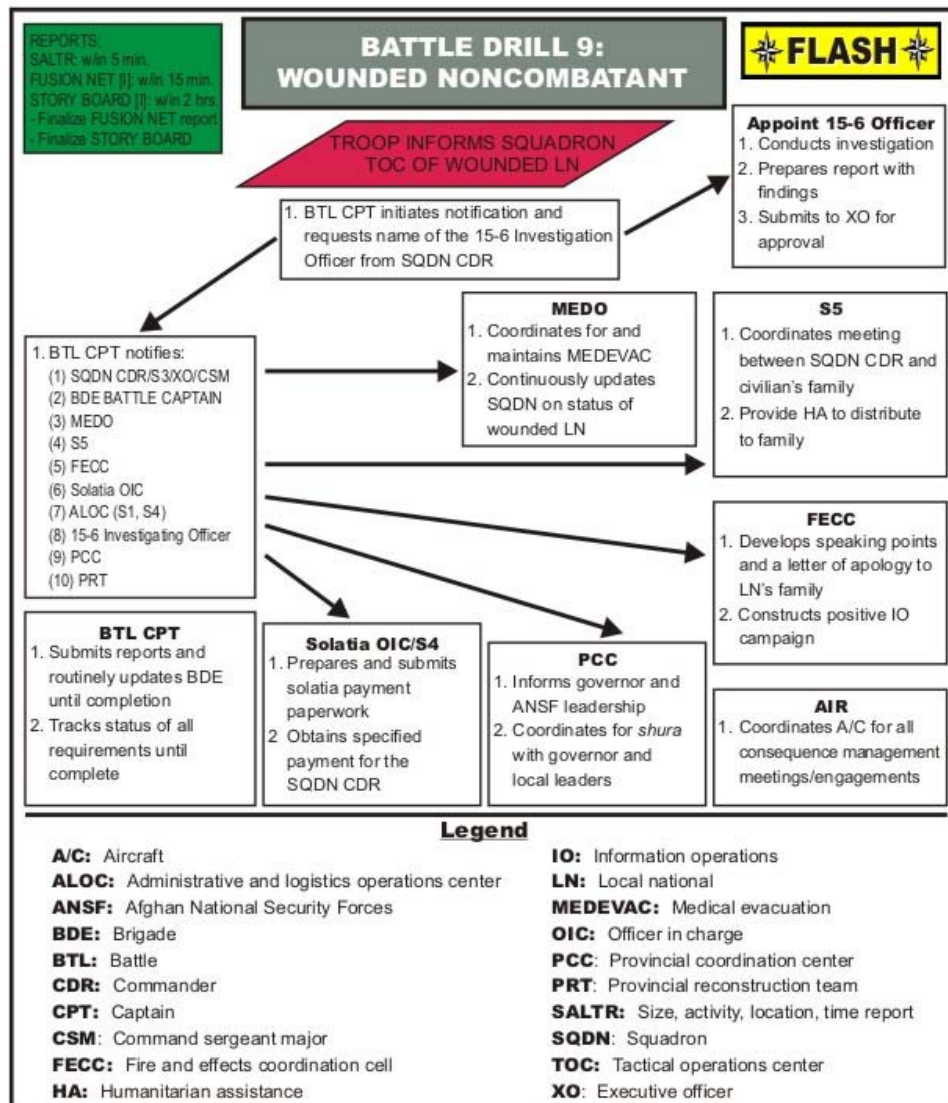 REPORTS:
SALTR: w/in 5 min.
FUSION NET [I]: w/in 15 min.
STORY BOARD [I]: w/in 2 hrs.
- Finalize FUSION NET report
- Finalize STORY BOARD
BATTLE DRILL 9:
WOUNDED NONCOMBATANT
FLASH
TROOP INFORMS SQUADRON
TOC OF WOUNDED LN
Appoint 15-6 Officer
1. Conducts investigation
2. Prepares report with
findings
3. Submits to XO for
approval
1. BTL CPT initiates notification and
requests name of the 15-6 Investigation
Officer from SQDN CDR
1. BTL CPT notifies:
(1) SQDN CDR/S3/XO/CSM
(2) BDE BATTLE CAPTAIN
(3) MEDO
(4) S5
(5) FECC
(6) Solatia OIC
(7) ALOC (S1, S4)
(8) 15-6 Investigating Officer
(9) PCC
(10) PRT
MEDO
1. Coordinates for and
maintains MEDEVAC
2. Continuously updates
SQDN on status of
wounded LN
S5
1. Coordinates meeting
between SQDN CDR and
civilian's family
2. Provide HA to distribute
to family
FECC
1. Develops speaking points
and a letter of apology to
LN's family
2. Constructs positive IO
campaign
BTL CPT
1. Submits reports and
routinely updates BDE
until completion
2. Tracks status of all
requirements until
complete
Solatia OIC/S4
1. Prepares and submits
solatia payment
paperwork
2 Obtains specified
payment for the
SQDN CDR
PCC
1. Informs governor and
ANSF leadership
2. Coordinates for shura
with governor and
local leaders
AIR
1. Coordinates A/C for all
consequence management
meetings/engagements
Legend
A/C: Aircraft
ALOC: Administrative and logistics operations center
ANSF: Afghan National Security Forces
BDE: Brigade
BTL: Battle
CDR: Commander
CPT: Captain
CSM: Command sergeant major
FECC: Fire and effects coordination cell
HA: Humanitarian assistance
IO: Information operations
LN: Local national
MEDEVAC: Medical evacuation
OIC: Officer in charge
PCC: Provincial coordination center
PRT: Provincial reconstruction team
SALTR: Size, activity, location, time report
SQDN: Squadron
TOC: Tactical operations center
XO: Executive officer